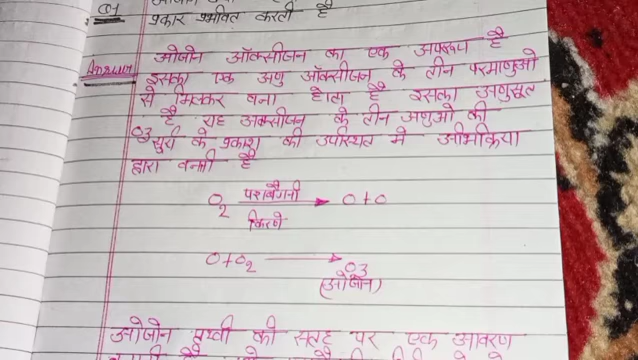 Q1
प्रकार प्रभावित करती है
Answer ओजोन ऑक्सीजन का एक अपररूप है
इसका एक अणु ऑक्सीजन के तीन परमाणुओ
से मिलकर बना होता है इसका अणुसूत्र
O3 है यह ऑक्सीजन के तीन अणुओ की
सूर्य के प्रकाश की उपस्थित मे अभिक्रिया
द्वारा बनती है
O2 पराबैंगनी किरणे → O+O
O+O2 → O3
(ओजोन)
ओजोन पृथ्वी की सतह पर एक आवरण